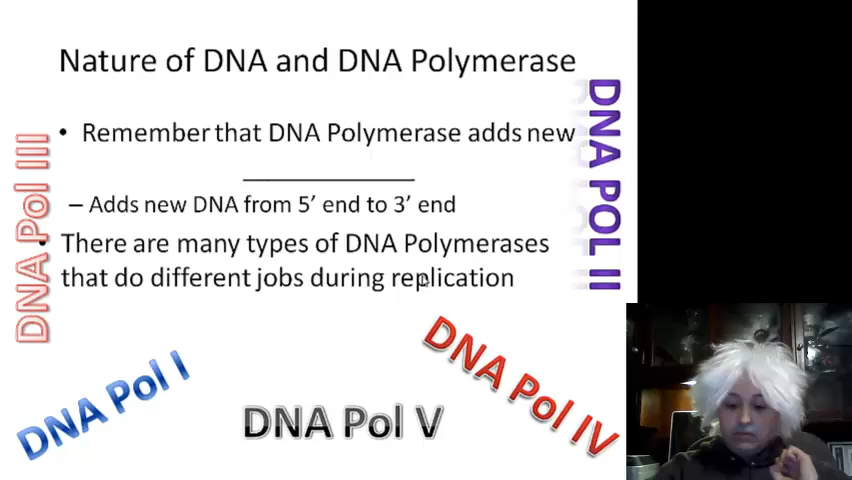 Nature of DNA and DNA Polymerase
• Remember that DNA Polymerase adds new
_______________
– Adds new DNA from 5’ end to 3’ end
• There are many types of DNA Polymerases
that do different jobs during replication
DNA Pol III
DNA POL II
DNA Pol I
DNA Pol V
DNA Pol IV